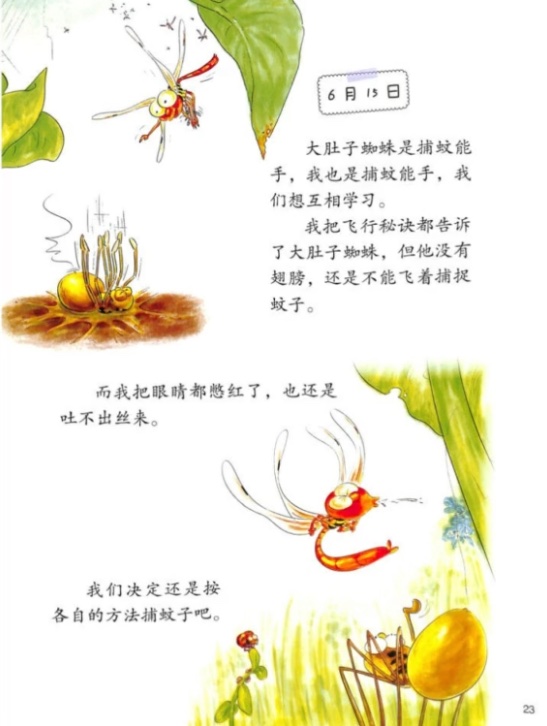 6月15日
大肚子蜘蛛是捕蚊能
手，我也是捕蚊能手，我
们想互相学习。
我把飞行秘诀都告诉
了大肚子蜘蛛，但他没有
翅膀，还是不能飞着捕捉
蚊子。
而我把眼睛都憋红了，也还是
吐不出丝来。
我们决定还是按
各自的方法捕蚊子吧。
23